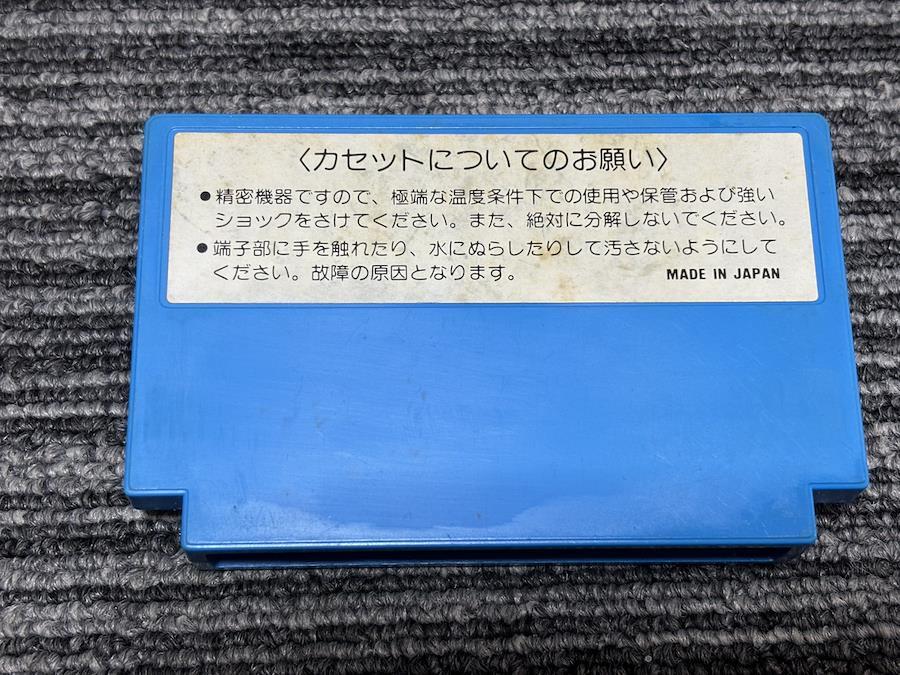 〈カセットについてのお願い〉
●精密機器ですので、極端な温度条件下での使用や保管および強い
ショックをさけてください。また、絶対に分解しないでください。
●端子部に手を触れたり、水にぬらしたりして汚さないようにして
ください。故障の原因となります。
MADE IN JAPAN